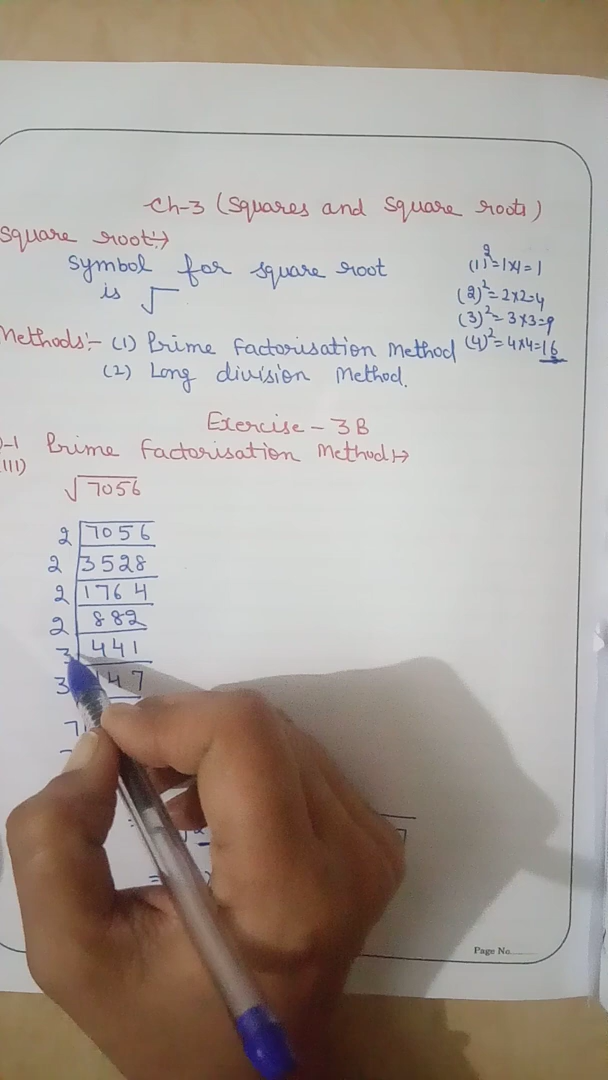 Ch-3 (Squares and Square roots)
Square root:→
Symbol for square root
is √
(1)²=1×1=1
(2)²=2×2=4
(3)²=3×3=9
(4)²=4×4=16
Methods:- (1) Prime Factorisation Method
(2) Long division Method.
Exercise-3B
-1 Prime Factorisation Method:→
(III)
√7056
2 7056
2 3528
2 1764
2 882
3 441
3 147
7
Page No.